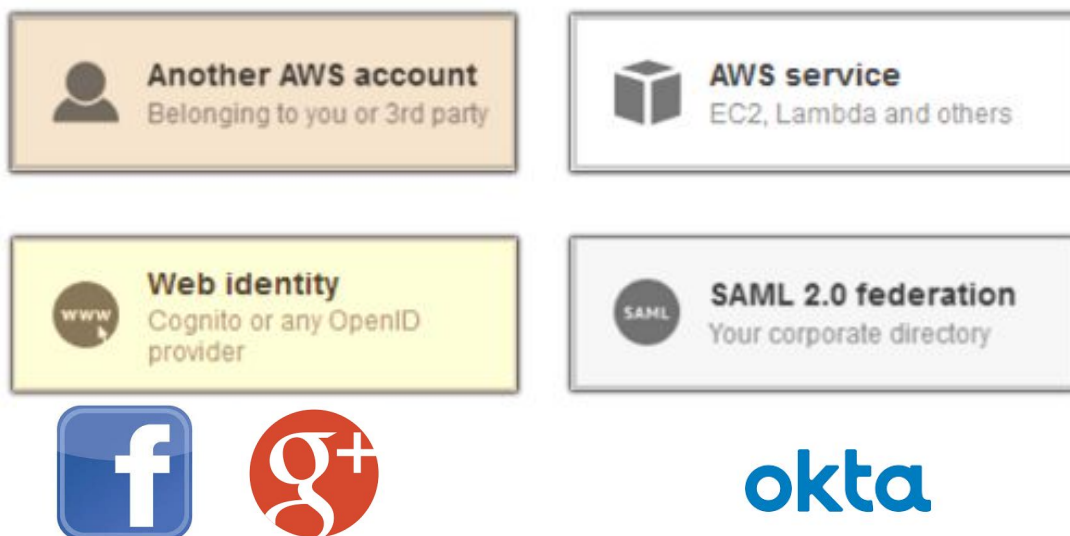 Another AWS account
Belonging to you or 3rd party
AWS service
EC2, Lambda and others
www
Web identity
Cognito or any OpenID
provider
SAML
SAML 2.0 federation
Your corporate directory
f
g+
okta